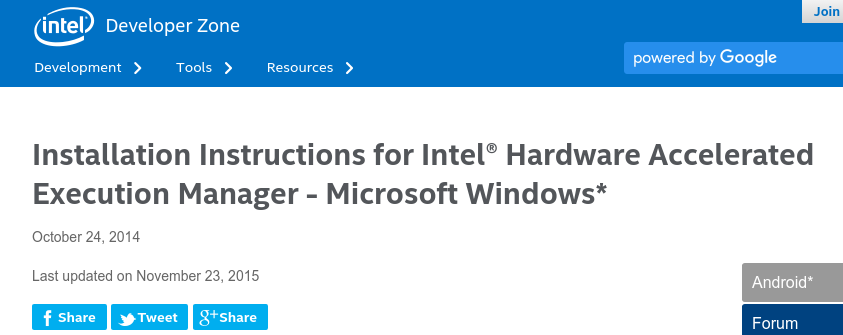 intel Developer Zone
Join
Development Tools Resources
powered by Google
Installation Instructions for Intel® Hardware Accelerated
Execution Manager - Microsoft Windows*
October 24, 2014
Last updated on November 23, 2015
Android*
f Share Tweet g+ Share
Forum